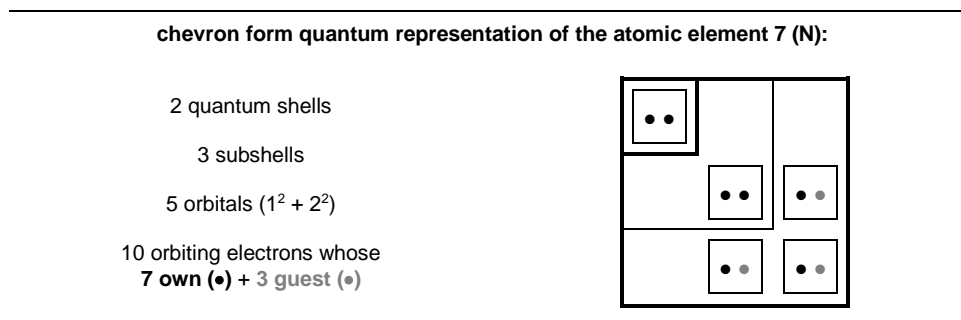 chevron form quantum representation of the atomic element 7 (N):
2 quantum shells
3 subshells
5 orbitals (1² + 2²)
10 orbiting electrons whose
7 own (●) + 3 guest (●)